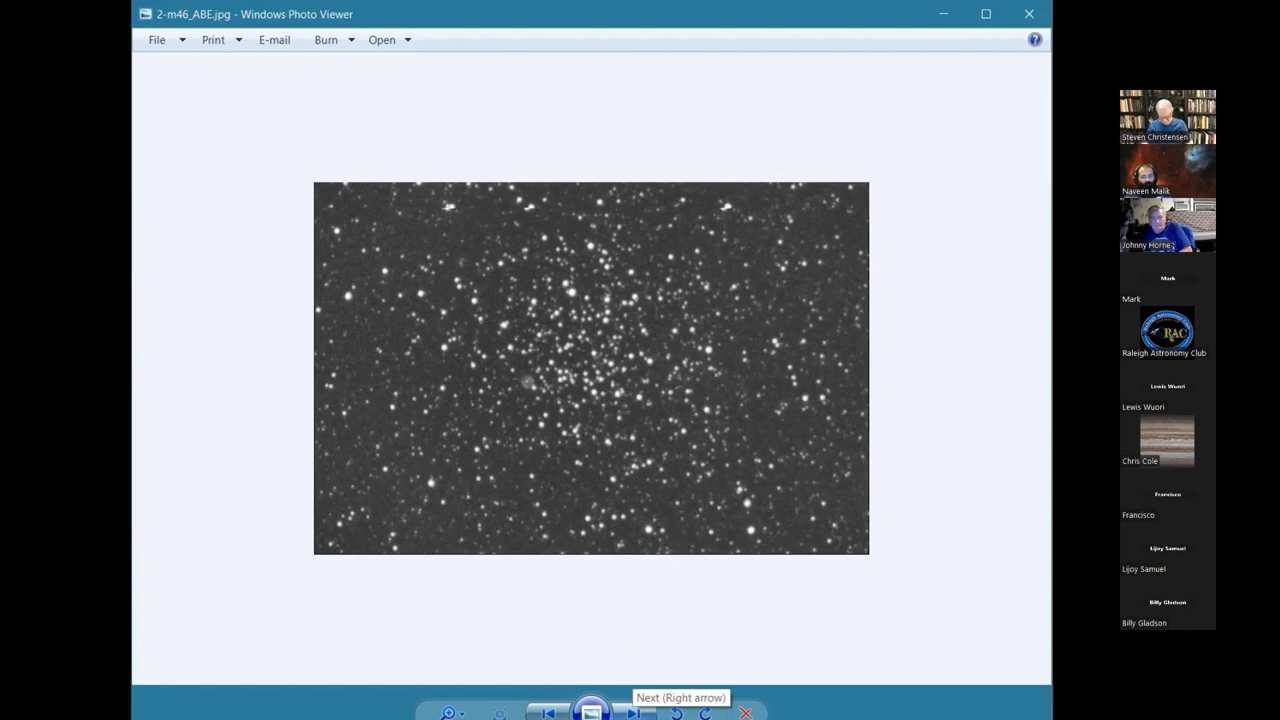 2-m46_ABE.jpg - Windows Photo Viewer
File Print E-mail Burn Open
Steven Christensen
Naveen Malik
Johnny Horne
Mark
Mark
RAC
Raleigh Astronomy Club
Lewis Wuori
Lewis Wuori
Chris Cole
Francisco
Francisco
Lijoy Samuel
Lijoy Samuel
Billy Gladson
Billy Gladson
Next (Right arrow)